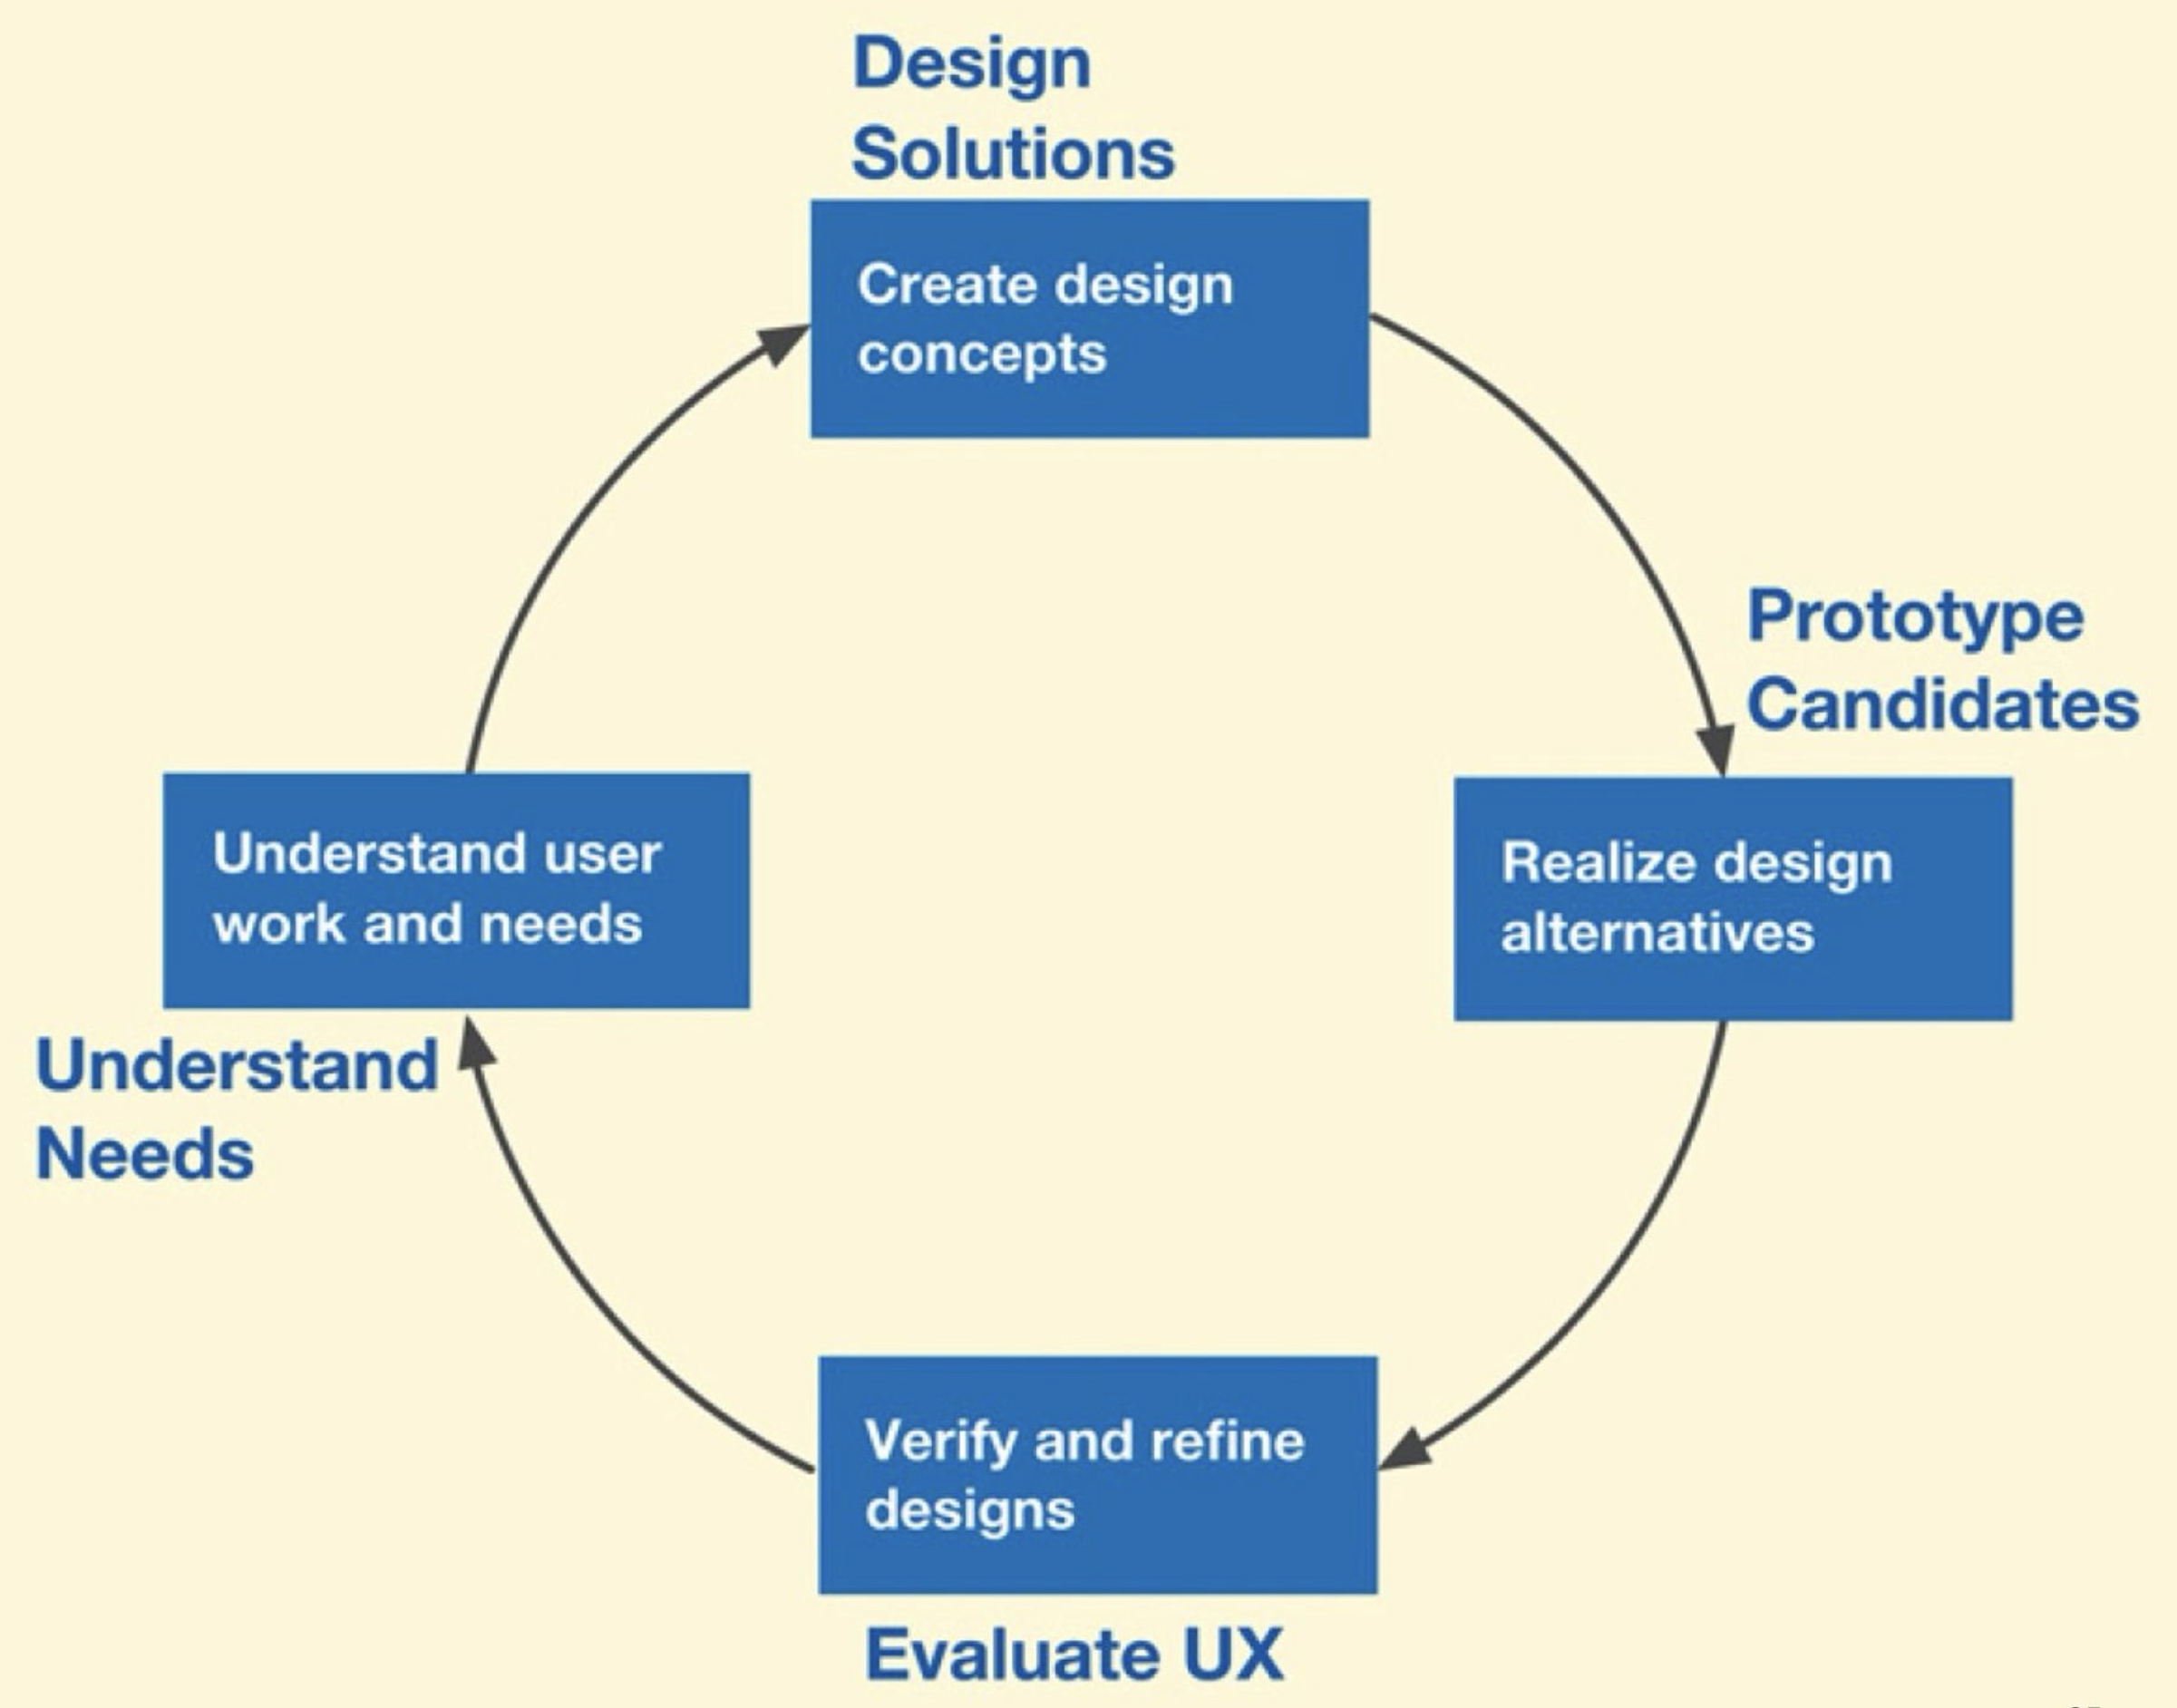 Design
Solutions
Create design
concepts
Prototype
Candidates
Realize design
alternatives
Understand user
work and needs
Understand
Needs
Verify and refine
designs
Evaluate UX